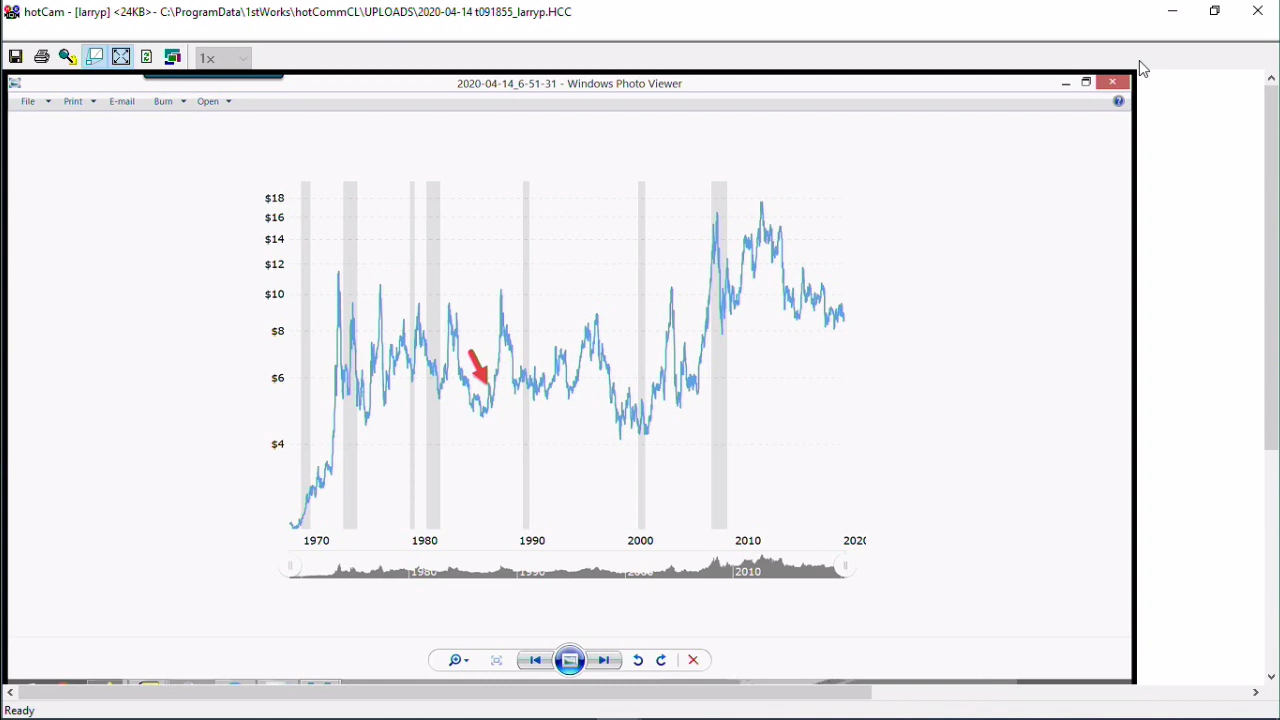 hotCam - [larryp] <24KB>- C:\ProgramData\1stWorks\hotCommCL\UPLOADS\2020-04-14 t091855_larryp.HCC
1x
2020-04-14_6-51-31 - Windows Photo Viewer
File Print E-mail Burn Open
$18
$16
$14
$12
$10
$8
$6
$4
1970 1980 1990 2000 2010 2020
1980 1990 2000 2010
Ready